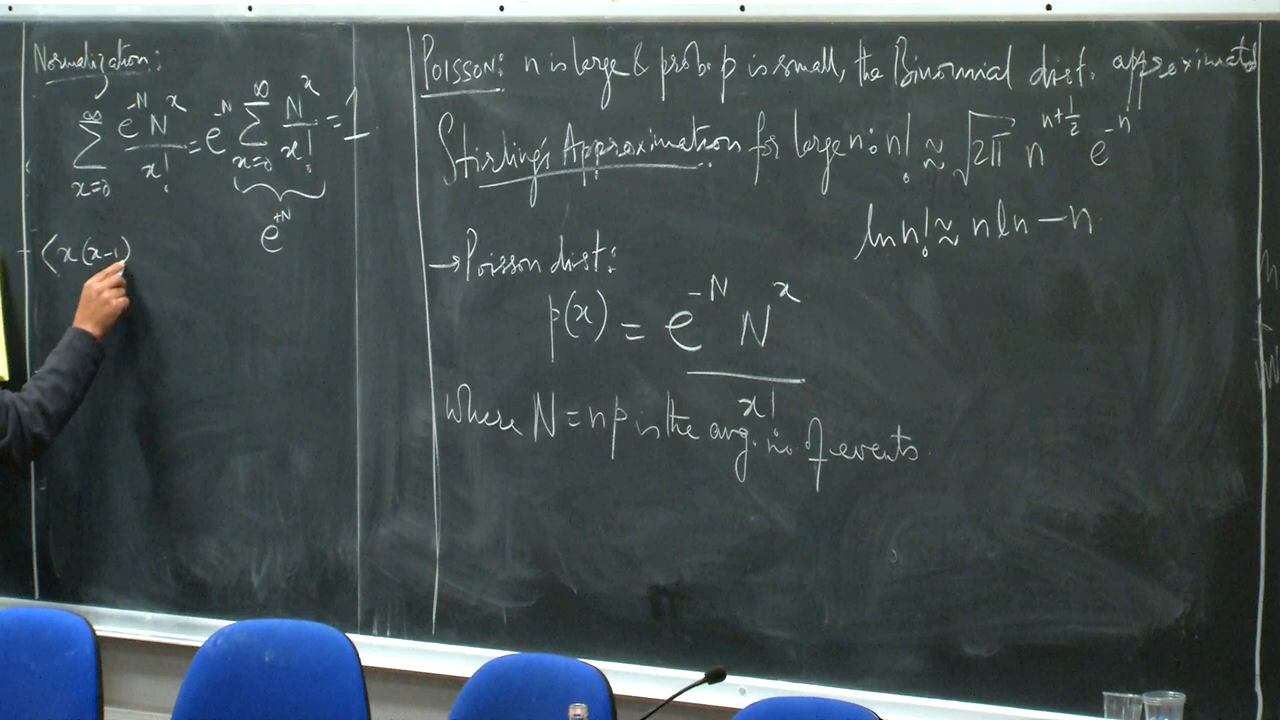 Normalization:
∑_{x=0}^{∞} e^{-N} N^x / x! = e^{-N} ∑_{x=0}^{∞} N^x / x! = 1
e^{+N}
⟨x(x-1)
POISSON: n is large & prob. p is small, the Binomial dist. approximated
Stirling's Approximation for large n: n! ≈ √2π n^{n+1/2} e^{-n}
ln n! ≈ n ln - n
→ Poisson dist:
p(x) = e^{-N} N^x / x!
where N = np is the avg. no. of events